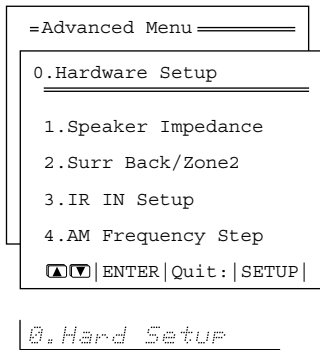 Advanced Menu
0.Hardware Setup
1.Speaker Impedance
2.Surr Back/Zone2
3.IR IN Setup
4.AM Frequency Step
▲▼|ENTER|Quit:|SETUP|
0.Hard Setup